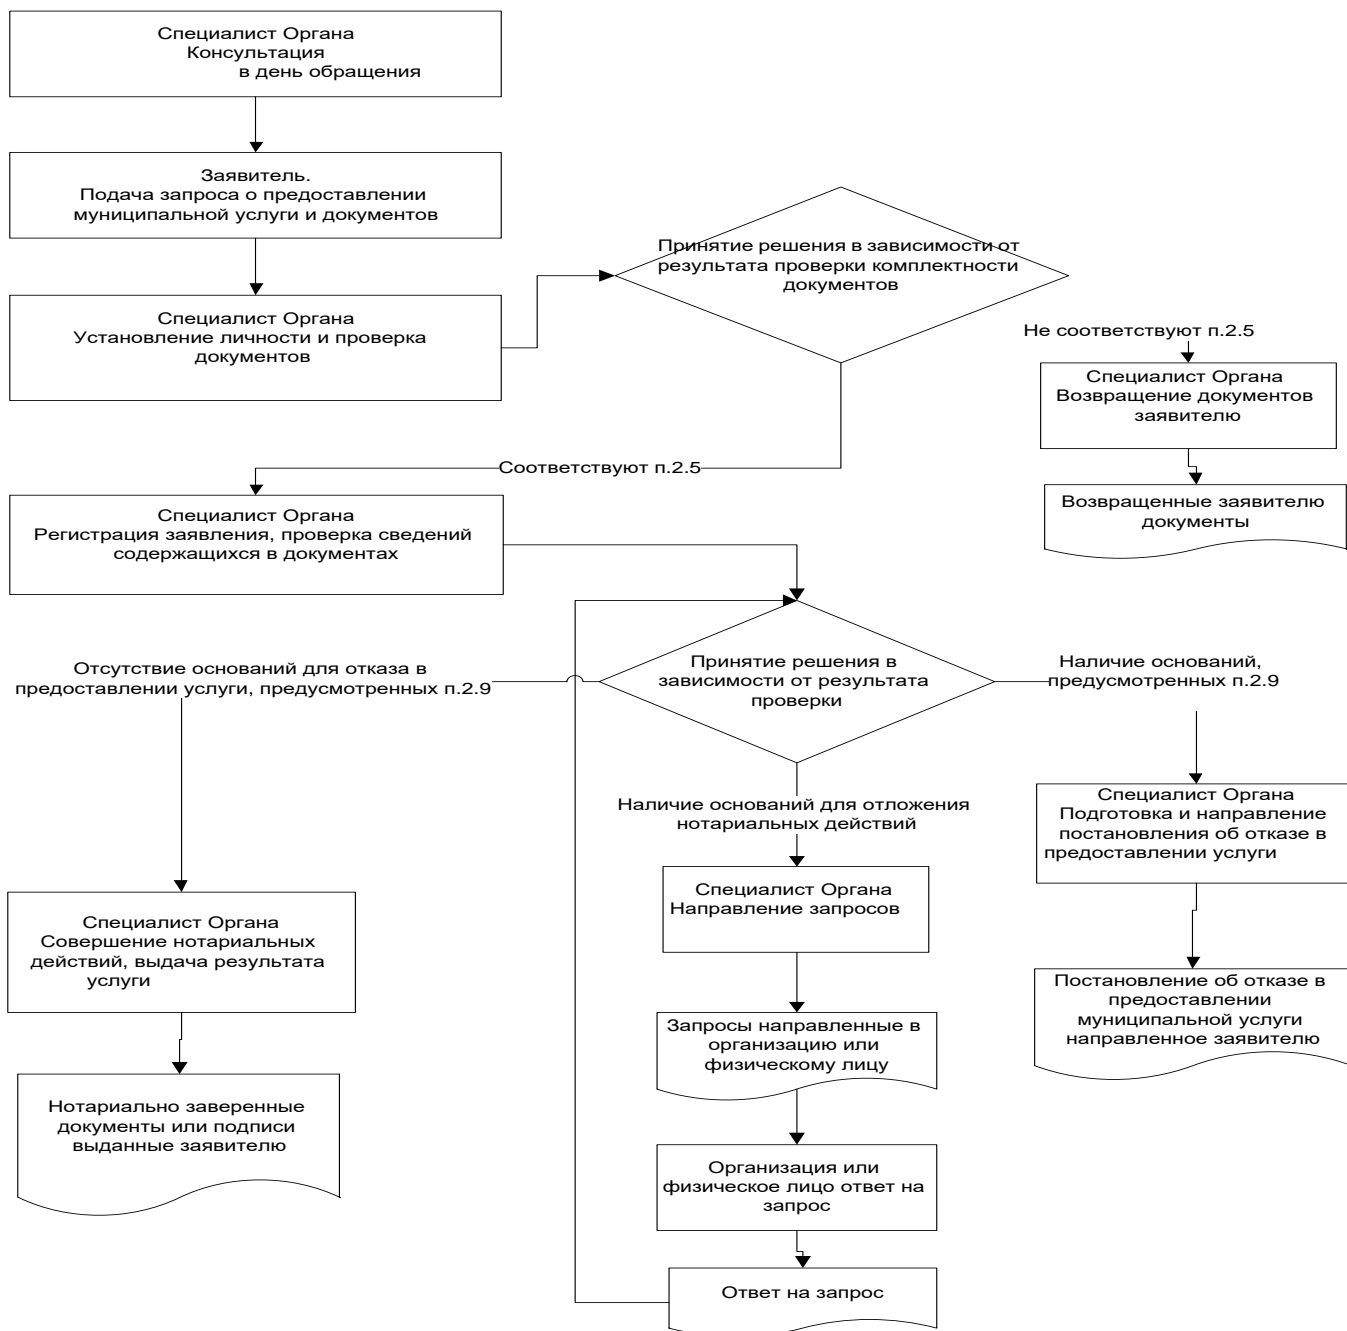 Специалист Органа
Консультация
в день обращения
Заявитель.
Подача запроса о предоставлении
муниципальной услуги и документов
Специалист Органа
Установление личности и проверка
документов
Принятие решения в зависимости от
результата проверки комплектности
документов
Не соответствуют п.2.5
Специалист Органа
Возвращение документов
заявителю
Возвращенные заявителю
документы
Соответствуют п.2.5
Специалист Органа
Регистрация заявления, проверка сведений
содержащихся в документах
Принятие решения в
зависимости от результата
проверки
Отсутствие оснований для отказа в
предоставлении услуги, предусмотренных п.2.9
Наличие оснований,
предусмотренных п.2.9
Наличие оснований для отложения
нотариальных действий
Специалист Органа
Подготовка и направление
постановления об отказе в
предоставлении услуги
Специалист Органа
Направление запросов
Специалист Органа
Совершение нотариальных
действий, выдача результата
услуги
Постановление об отказе в
предоставлении
муниципальной услуги
направленное заявителю
Запросы направленные в
организацию или
физическому лицу
Нотариально заверенные
документы или подписи
выданные заявителю
Организация или
физическое лицо ответ на
запрос
Ответ на запрос